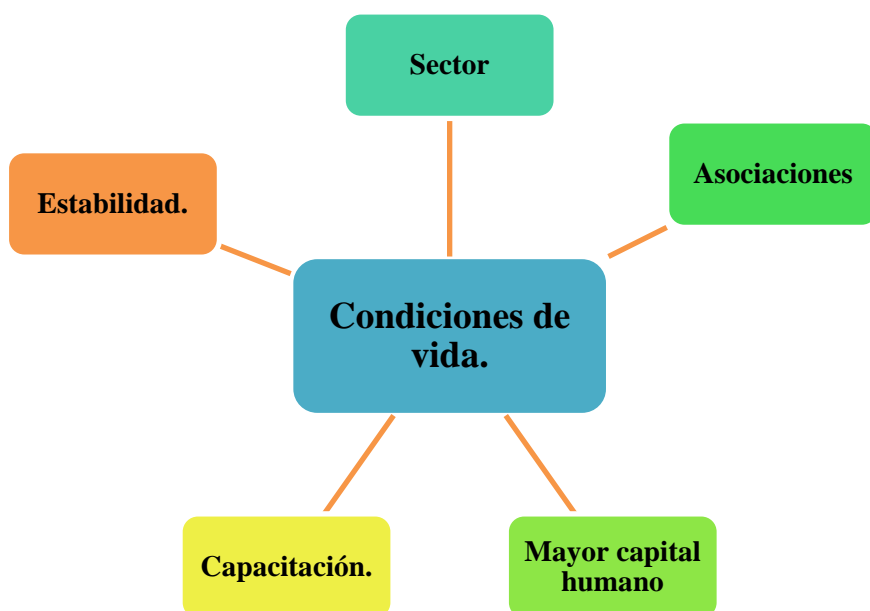 Sector
Asociaciones
Estabilidad.
Condiciones de
vida.
Capacitación.
Mayor capital
humano